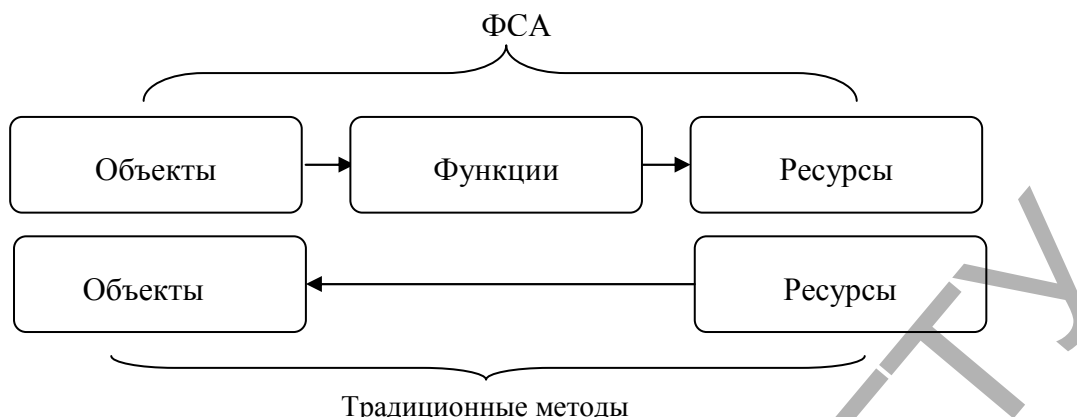 ФСА
Объекты Функции Ресурсы
Объекты Ресурсы
Традиционные методы